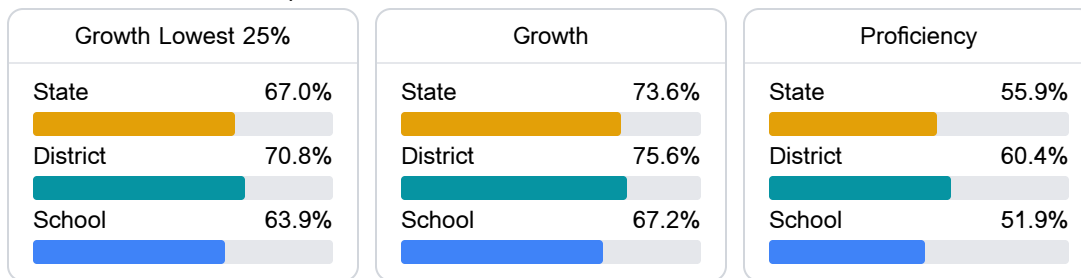 Growth Lowest 25%
State 67.0%
District 70.8%
School 63.9%
Growth
State 73.6%
District 75.6%
School 67.2%
Proficiency
State 55.9%
District 60.4%
School 51.9%